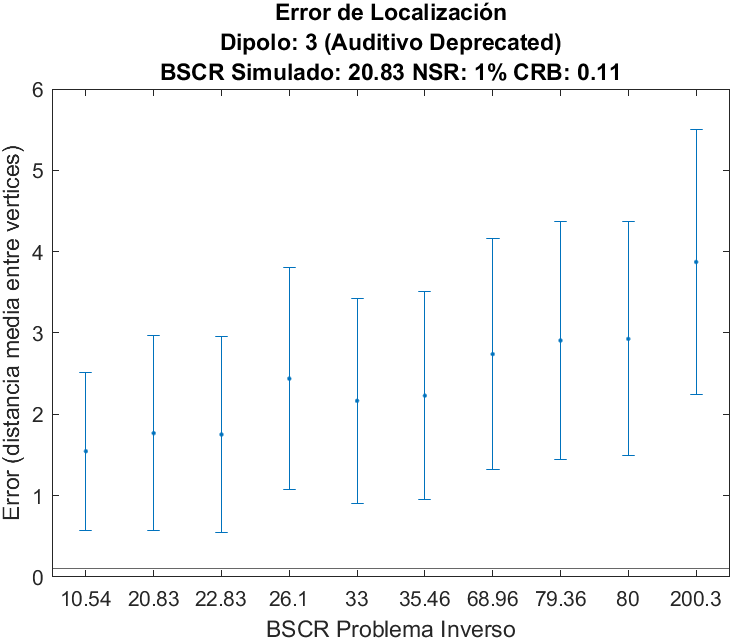 Error de Localización
Dipolo: 3 (Auditivo Deprecated)
BSCR Simulado: 20.83 NSR: 1% CRB: 0.11
Error (distancia media entre vertices)
6
5
4
3
2
1
0
10.54 20.83 22.83 26.1 33 35.46 68.96 79.36 80 200.3
BSCR Problema Inverso